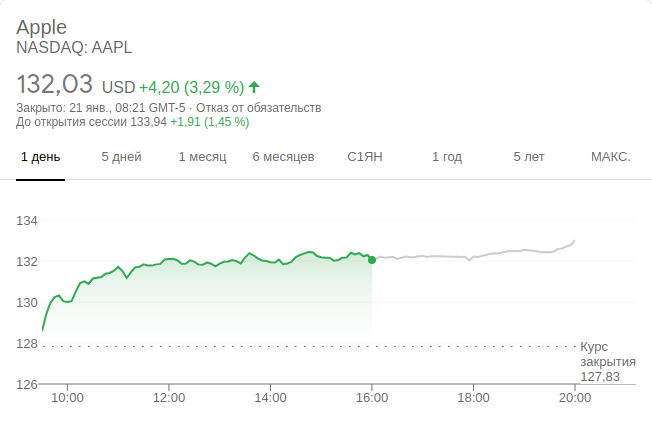 Apple
NASDAQ: AAPL
132,03 USD +4,20 (3,29 %)
Закрыто: 21 янв., 08:21 GMT-5 · Отказ от обязательств
До открытия сессии 133,94 +1,91 (1,45 %)
1 день 5 дней 1 месяц 6 месяцев С1ЯН 1 год 5 лет МАКС.
134
132
130
128
126
Курс
закрытия
127,83
10:00 12:00 14:00 16:00 18:00 20:00